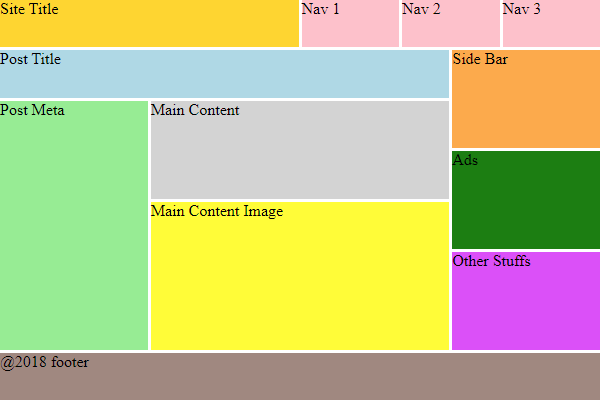 Site Title
Nav 1
Nav 2
Nav 3
Post Title
Side Bar
Post Meta
Main Content
Ads
Main Content Image
Other Stuffs
@2018 footer